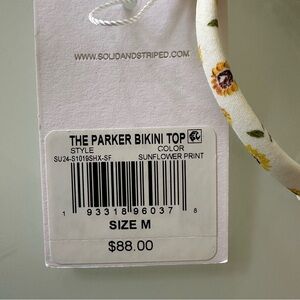 WWW.SOLIDANDSTRIPED.COM
THE PARKER BIKINI TOP
STYLE COLOR
SU24-S1019SHX-SF SUNFLOWER PRINT
1 93318 96037 8
SIZE M
$88.00